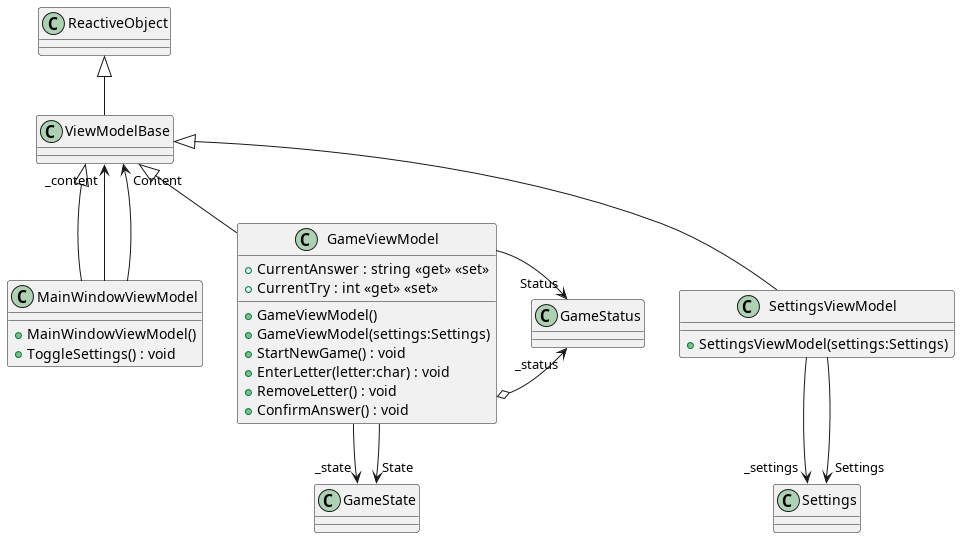 C ReactiveObject
C ViewModelBase
_content
Content
C GameViewModel
CurrentAnswer : string «get» «set»
CurrentTry : int «get» «set»
GameViewModel()
GameViewModel(settings:Settings)
StartNewGame() : void
EnterLetter(letter:char) : void
RemoveLetter() : void
ConfirmAnswer() : void
C MainWindowViewModel
MainWindowViewModel()
ToggleSettings() : void
Status
C GameStatus
_status
C SettingsViewModel
SettingsViewModel(settings:Settings)
_state
State
C GameState
_settings
Settings
C Settings